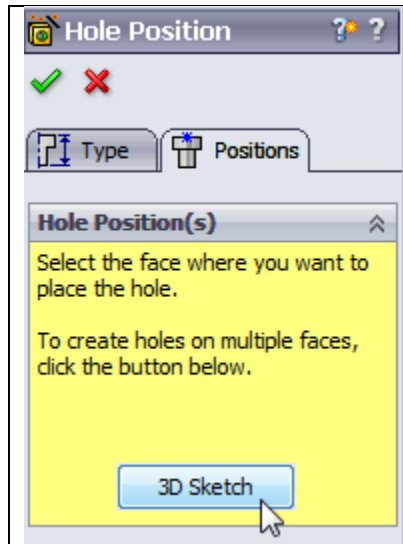 Hole Position ? ?
Type Positions
Hole Position(s)
Select the face where you want to
place the hole.
To create holes on multiple faces,
click the button below.
3D Sketch